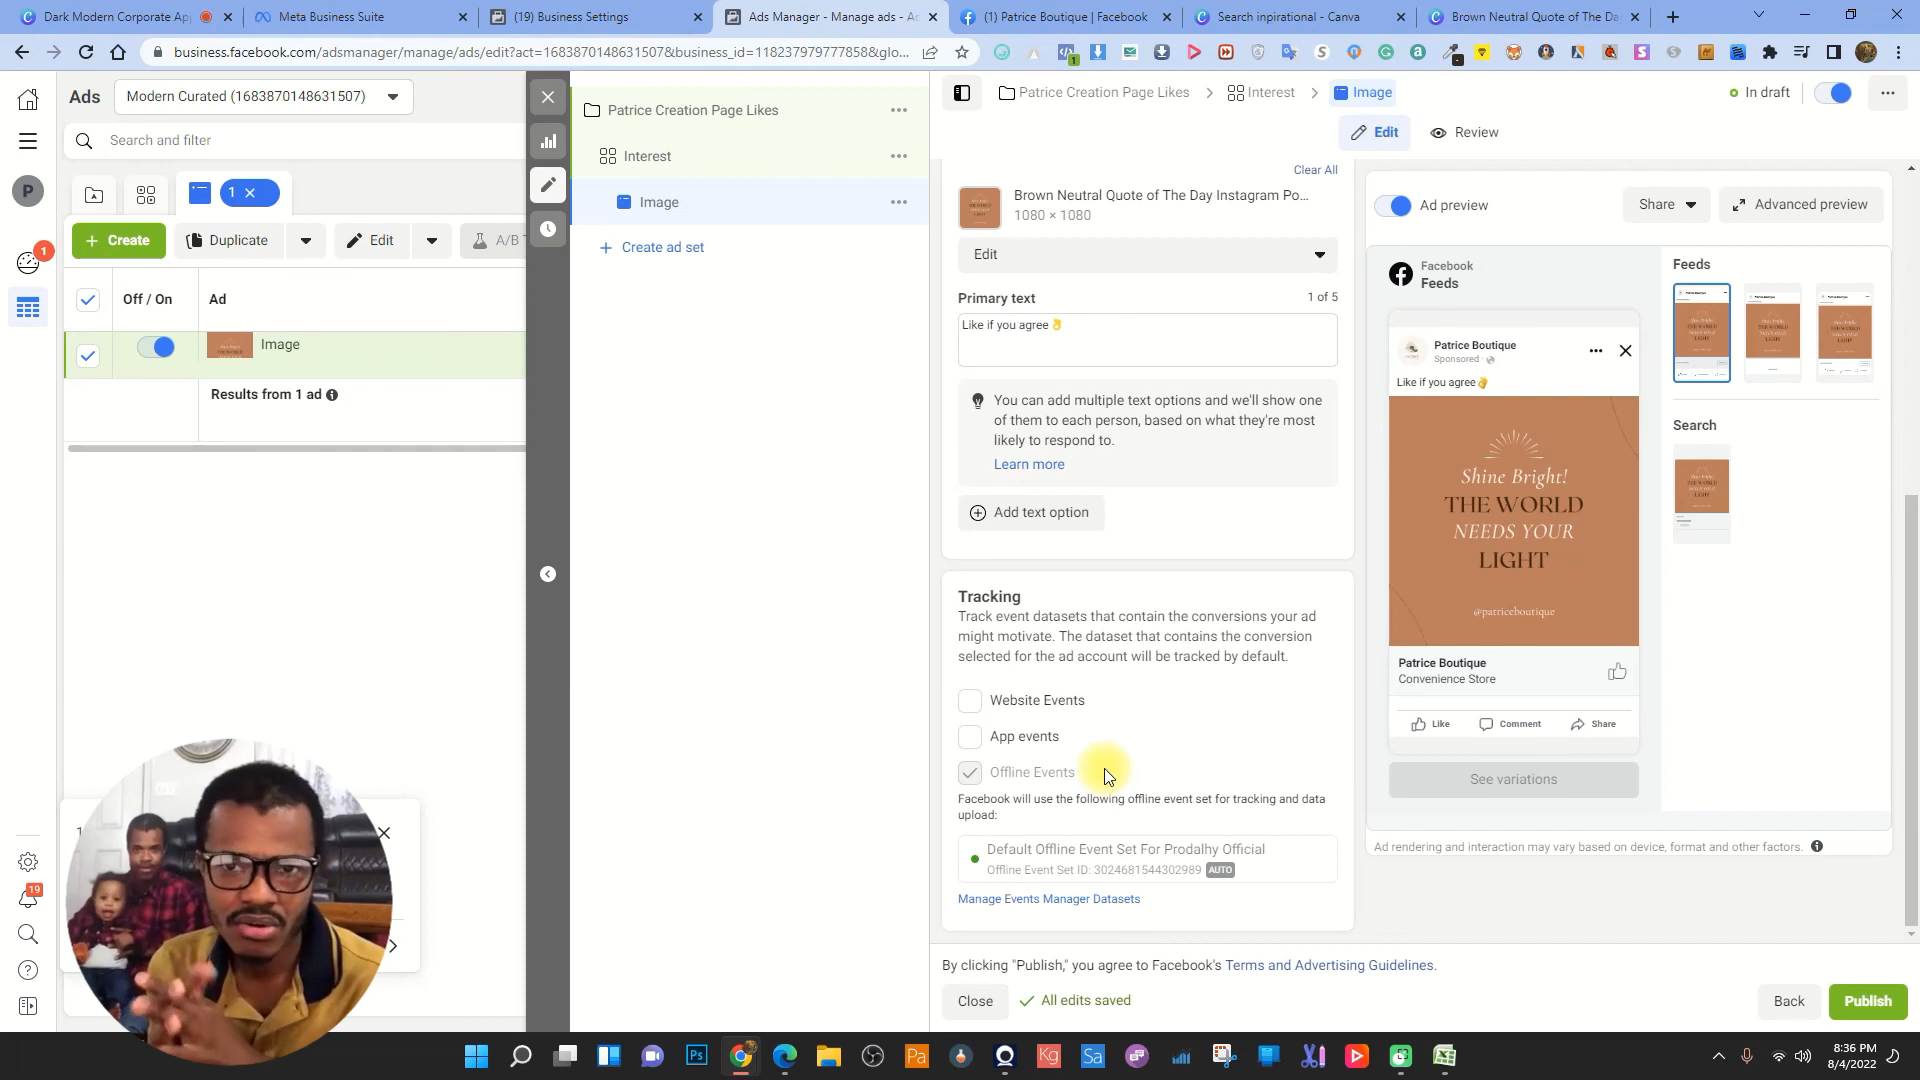 Dark Modern Corporate App
Meta Business Suite
(19) Business Settings
Ads Manager - Manage ads - Ac
(1) Patrice Boutique | Facebook
Search inpirational - Canva
Brown Neutral Quote of The Da
business.facebook.com/adsmanager/manage/ads/edit?act=1683870148631507&business_id=118237979777858&glo...
Ads
Modern Curated (1683870148631507)
Search and filter
P
1
1
Create
Duplicate
Edit
A/B T
Off / On
Ad
Image
Results from 1 ad
19
Patrice Creation Page Likes
Interest
Image
Create ad set
Patrice Creation Page Likes
Interest
Image
In draft
Edit
Review
Clear All
Brown Neutral Quote of The Day Instagram Po...
1080 × 1080
Edit
Primary text
1 of 5
Like if you agree👌
You can add multiple text options and we'll show one
of them to each person, based on what they're most
likely to respond to.
Learn more
Add text option
Tracking
Track event datasets that contain the conversions your ad
might motivate. The dataset that contains the conversion
selected for the ad account will be tracked by default.
Website Events
App events
Offline Events
Facebook will use the following offline event set for tracking and data
upload:
Default Offline Event Set For Prodalhy Official
Offline Event Set ID: 3024681544302989 AUTO
Manage Events Manager Datasets
By clicking "Publish," you agree to Facebook's Terms and Advertising Guidelines.
Close
All edits saved
Back
Publish
Ad preview
Share
Advanced preview
Facebook
Feeds
Patrice Boutique
Sponsored ·
Like if you agree👌
Shine Bright!
THE WORLD
NEEDS YOUR
LIGHT
@patriceboutique
Patrice Boutique
Convenience Store
Like
Comment
Share
See variations
Feeds
Search
Ad rendering and interaction may vary based on device, format and other factors.
Ps
Pa
Kg
Sa
8:36 PM
8/4/2022